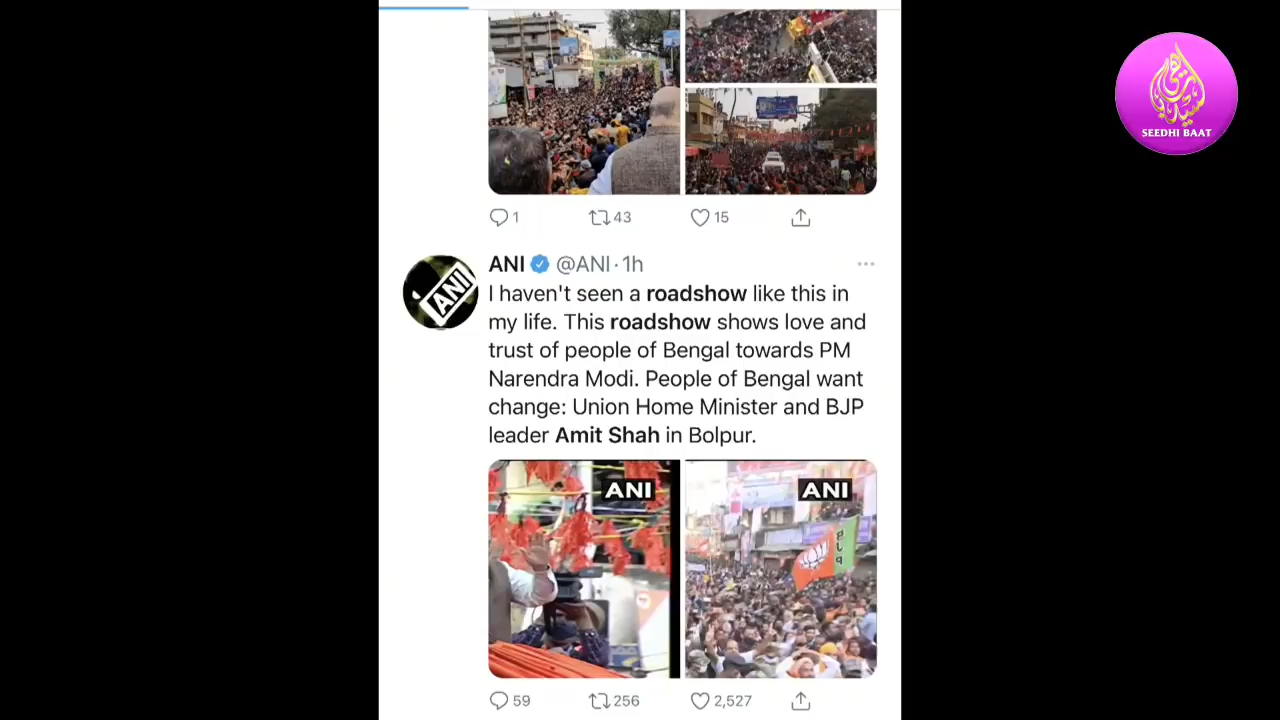 SEEDHI BAAT
1 43 15
ANI @ANI · 1h
I haven't seen a roadshow like this in
my life. This roadshow shows love and
trust of people of Bengal towards PM
Narendra Modi. People of Bengal want
change: Union Home Minister and BJP
leader Amit Shah in Bolpur.
ANI
ANI
ANI
59 256 2,527